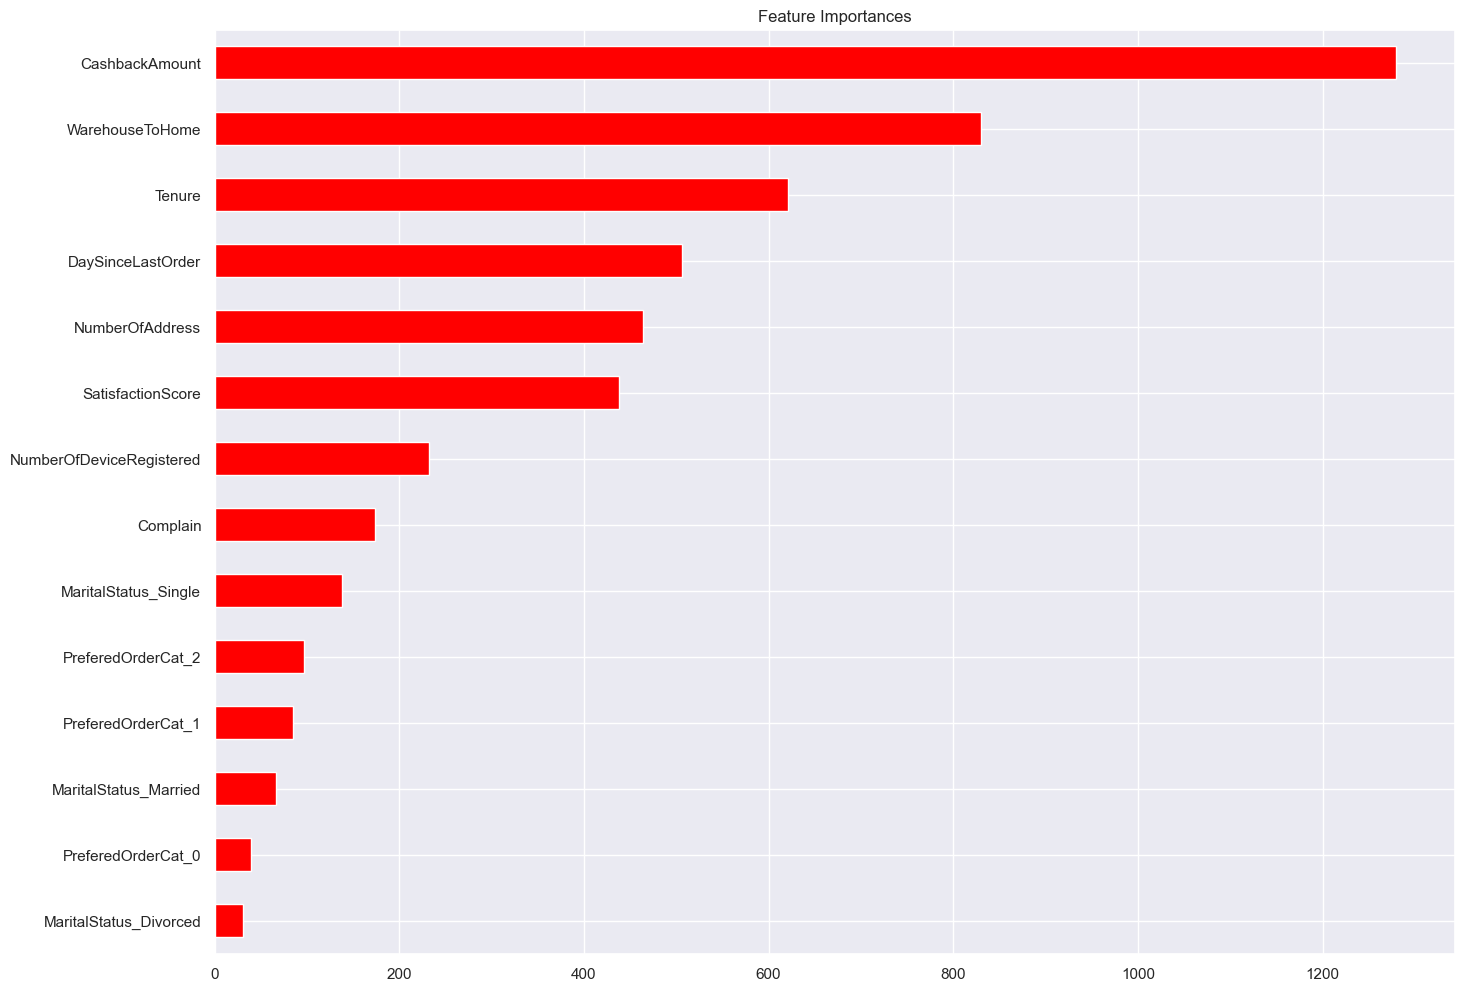 Feature Importances
CashbackAmount
WarehouseToHome
Tenure
DaySinceLastOrder
NumberOfAddress
SatisfactionScore
NumberOfDeviceRegistered
Complain
MaritalStatus_Single
PreferedOrderCat_2
PreferedOrderCat_1
MaritalStatus_Married
PreferedOrderCat_0
MaritalStatus_Divorced
0 200 400 600 800 1000 1200